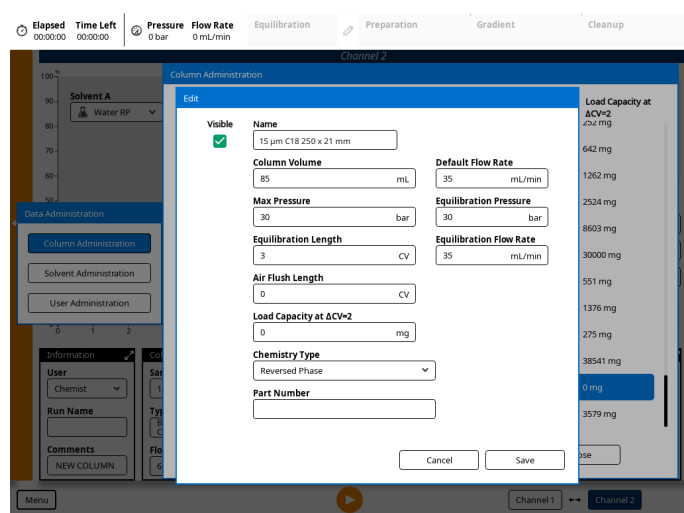 Elapsed Time Left Pressure Flow Rate Equilibration Preparation Gradient Cleanup
00:00:00 00:00:00 0 bar 0 mL/min
Channel 2
Column Administration
100 %
Edit
Solvent A
90
Water RP
Load Capacity at
ΔCV=2
252 mg
Visible
Name
15 µm C18 250 x 21 mm
80
642 mg
70
Column Volume Default Flow Rate
85 mL 35 mL/min
1262 mg
60
Max Pressure Equilibration Pressure
30 bar 30 bar
2524 mg
50
Data Administration
8603 mg
Column Administration
Equilibration Length Equilibration Flow Rate
3 CV 35 mL/min
30000 mg
Solvent Administration
Air Flush Length
0 CV
551 mg
User Administration
1376 mg
Load Capacity at ΔCV=2
0 mg
275 mg
0 1 2
Information
Chemistry Type
Reversed Phase
38541 mg
User
Chemist
0 mg
Part Number
Run Name
3579 mg
Comments
NEW COLUMN
Cancel Save
Menu Channel 1 Channel 2